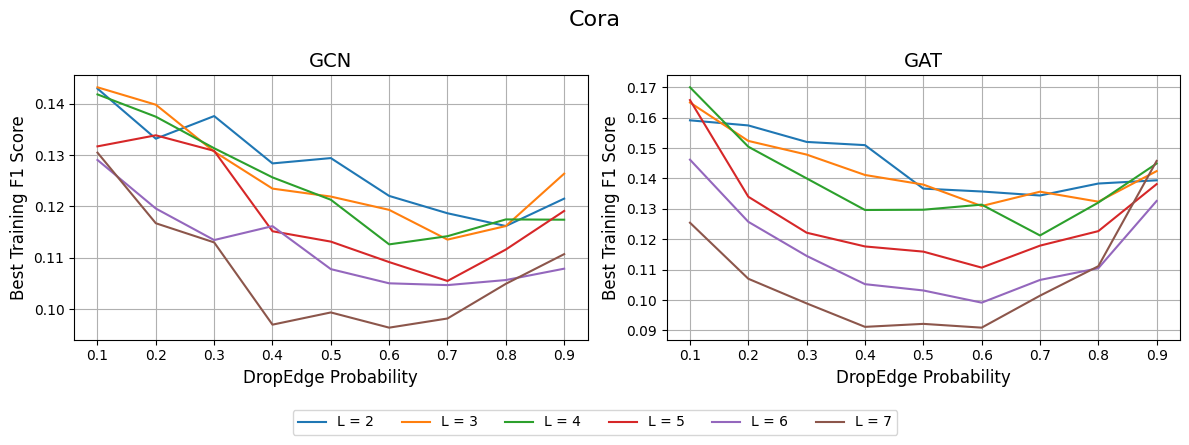 Cora
GCN
Best Training F1 Score
0.14
0.13
0.12
0.11
0.10
0.1 0.2 0.3 0.4 0.5 0.6 0.7 0.8 0.9
DropEdge Probability
GAT
Best Training F1 Score
0.17
0.16
0.15
0.14
0.13
0.12
0.11
0.10
0.09
0.1 0.2 0.3 0.4 0.5 0.6 0.7 0.8 0.9
DropEdge Probability
L = 2 L = 3 L = 4 L = 5 L = 6 L = 7